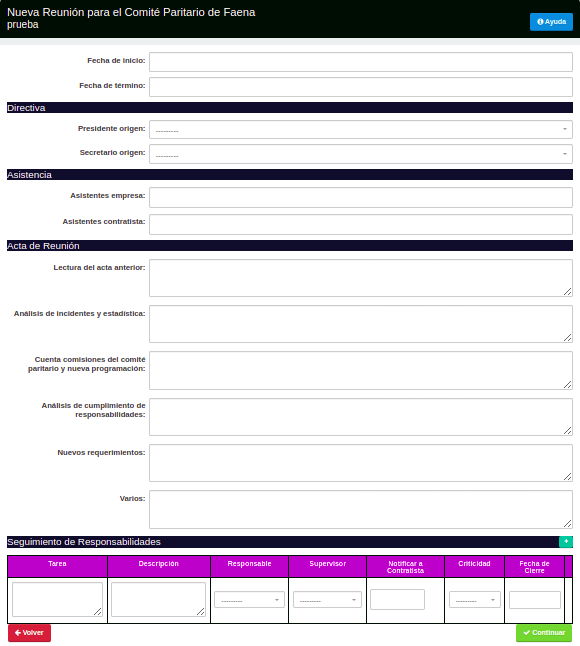 Nueva Reunión para el Comité Paritario de Faena
prueba
Ayuda
Fecha de inicio:
Fecha de término:
Directiva
Presidente origen:
---------
Secretario origen:
---------
Asistencia
Asistentes empresa:
Asistentes contratista:
Acta de Reunión
Lectura del acta anterior:
Análisis de incidentes y estadística:
Cuenta comisiones del comité
paritario y nueva programación:
Análisis de cumplimiento de
responsabilidades:
Nuevos requerimientos:
Varios:
Seguimiento de Responsabilidades
+
Tarea
Descripción
Responsable
Supervisor
Notificar a
Contratista
Criticidad
Fecha de
Cierre
---------
---------
---------
Volver
Continuar